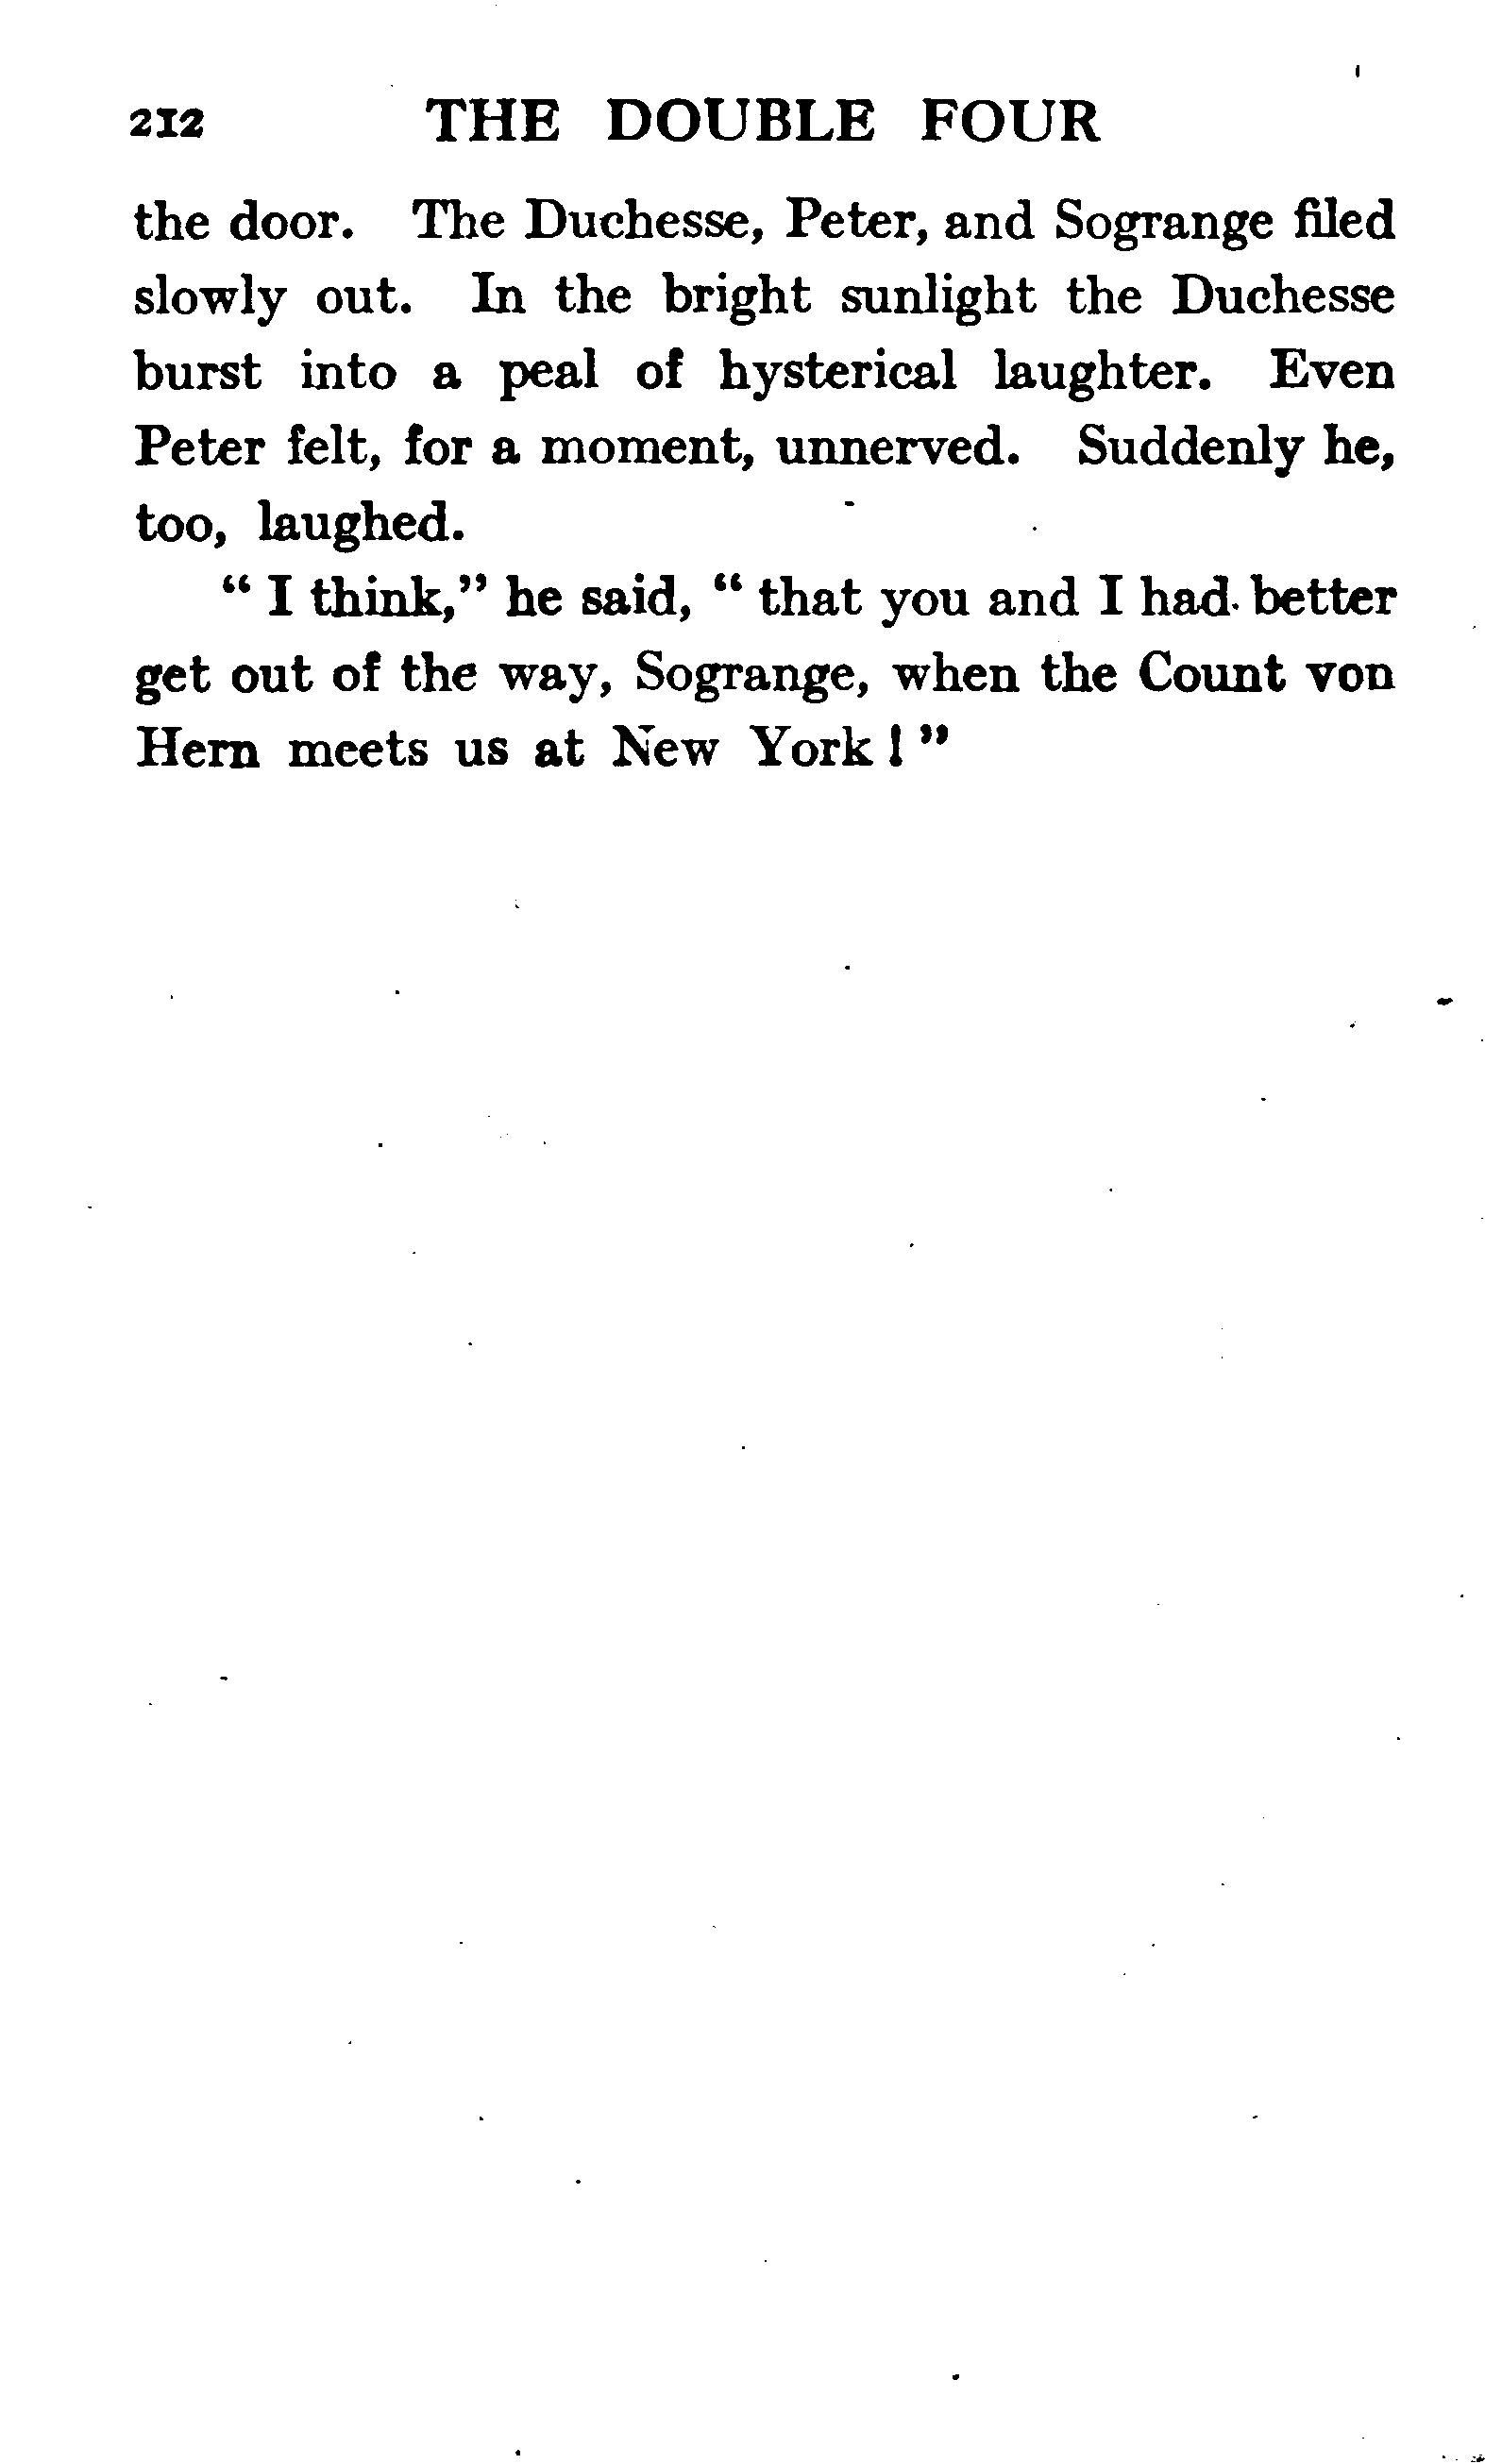 212 THE DOUBLE FOUR
the door. The Duchesse, Peter, and Sogrange filed
slowly out. In the bright sunlight the Duchesse
burst into a peal of hysterical laughter. Even
Peter felt, for a moment, unnerved. Suddenly he,
too, laughed.
“ I think,” he said, “ that you and I had better
get out of the way, Sogrange, when the Count von
Hern meets us at New York ! ”